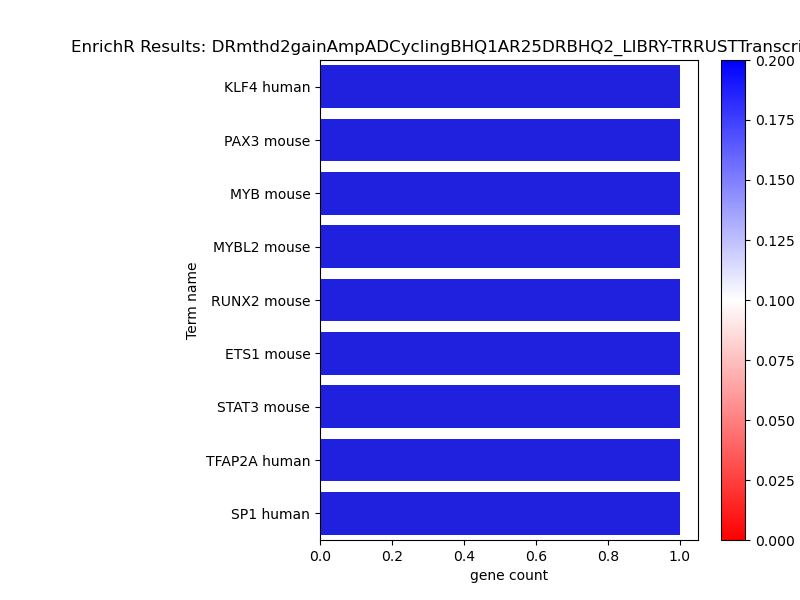 EnrichR Results: DRmthd2gainAmpADCyclingBHQ1AR25DRBHQ2_LIBRY-TRRUSTTranscri
KLF4 human
PAX3 mouse
MYB mouse
MYBL2 mouse
RUNX2 mouse
ETS1 mouse
STAT3 mouse
TFAP2A human
SP1 human
Term name
0.0 0.2 0.4 0.6 0.8 1.0
gene count
0.200
0.175
0.150
0.125
0.100
0.075
0.050
0.025
0.000